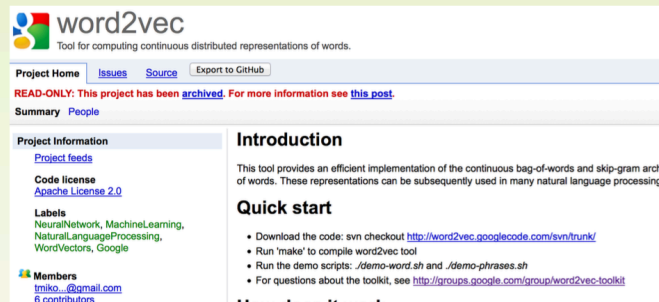 word2vec
Tool for computing continuous distributed representations of words.
Project Home Issues Source Export to GitHub
READ-ONLY: This project has been archived. For more information see this post.
Summary People
Project Information
Project feeds
Code license
Apache License 2.0
Labels
NeuralNetwork, MachineLearning,
NaturalLanguageProcessing,
WordVectors, Google
Members
tmiko...@gmail.com
6 contributors
Introduction
This tool provides an efficient implementation of the continuous bag-of-words and skip-gram arc
of words. These representations can be subsequently used in many natural language processing
Quick start
• Download the code: svn checkout http://word2vec.googlecode.com/svn/trunk/
• Run 'make' to compile word2vec tool
• Run the demo scripts: ./demo-word.sh and ./demo-phrases.sh
• For questions about the toolkit, see http://groups.google.com/group/word2vec-toolkit